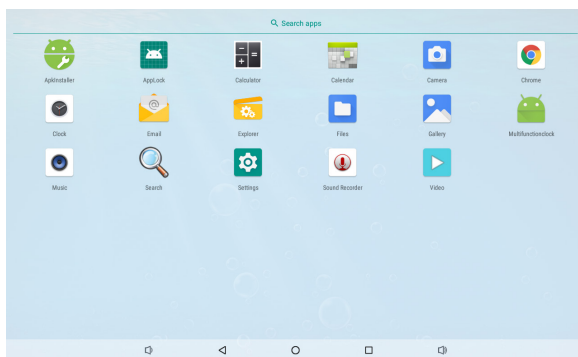 Search apps
ApkInstaller
AppLock
Calculator
Calendar
Camera
Chrome
Clock
Email
Explorer
Files
Gallery
Multifunctionclock
Music
Search
Settings
Sound Recorder
Video